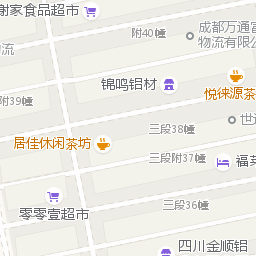 谢家食品超市
成都万通富
物流有限公
附40幢
物流
锦鸣铝材
悦徕源茶
附39幢
世通
三段38幢
居佳休闲茶坊
三段附37幢
福芙
零零壹超市
三段36幢
四川金顺铝